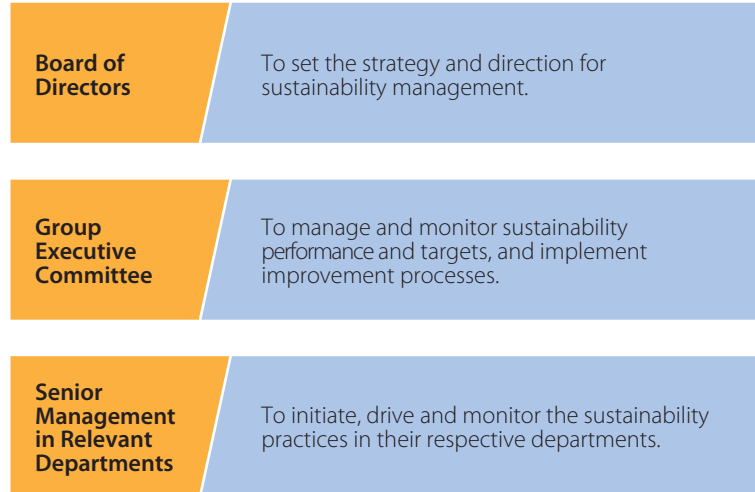 Board of
Directors
To set the strategy and direction for
sustainability management.
Group
Executive
Committee
To manage and monitor sustainability
performance and targets, and implement
improvement processes.
Senior
Management
in Relevant
Departments
To initiate, drive and monitor the sustainability
practices in their respective departments.